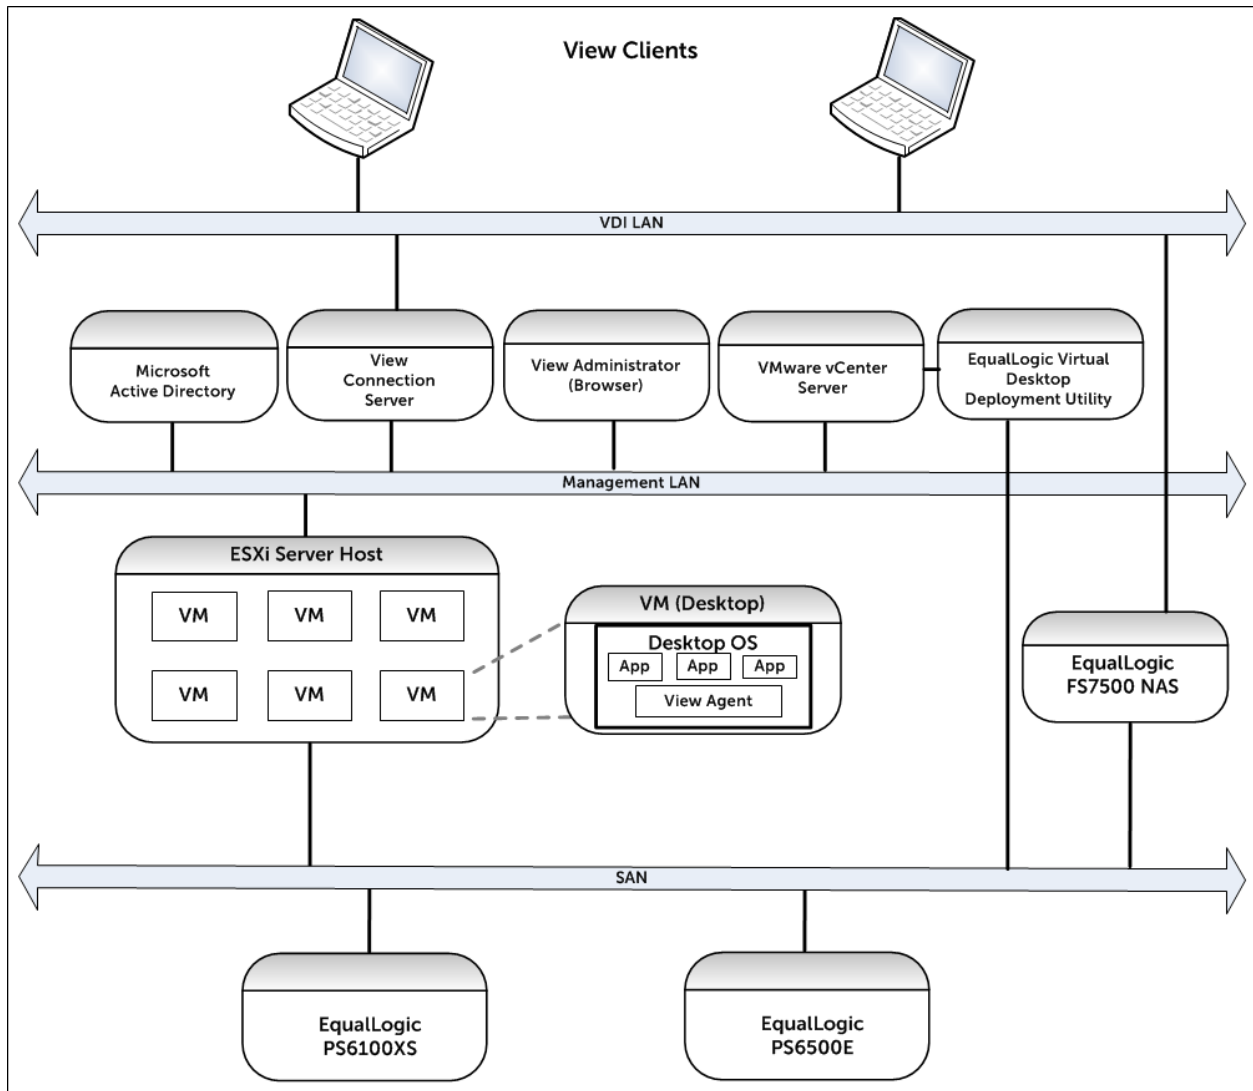 View Clients
VDI LAN
Microsoft
Active Directory
View
Connection
Server
View Administrator
(Browser)
VMware vCenter
Server
EqualLogic Virtual
Desktop
Deployment Utility
Management LAN
ESXi Server Host
VM VM VM
VM VM VM
VM (Desktop)
Desktop OS
App App App
View Agent
EqualLogic
FS7500 NAS
SAN
EqualLogic
PS6100XS
EqualLogic
PS6500E